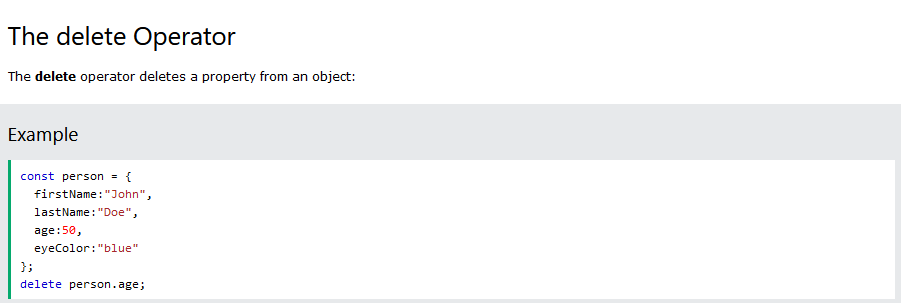 The delete Operator
The delete operator deletes a property from an object:
Example
const person = {
  firstName:"John",
  lastName:"Doe",
  age:50,
  eyeColor:"blue"
};
delete person.age;